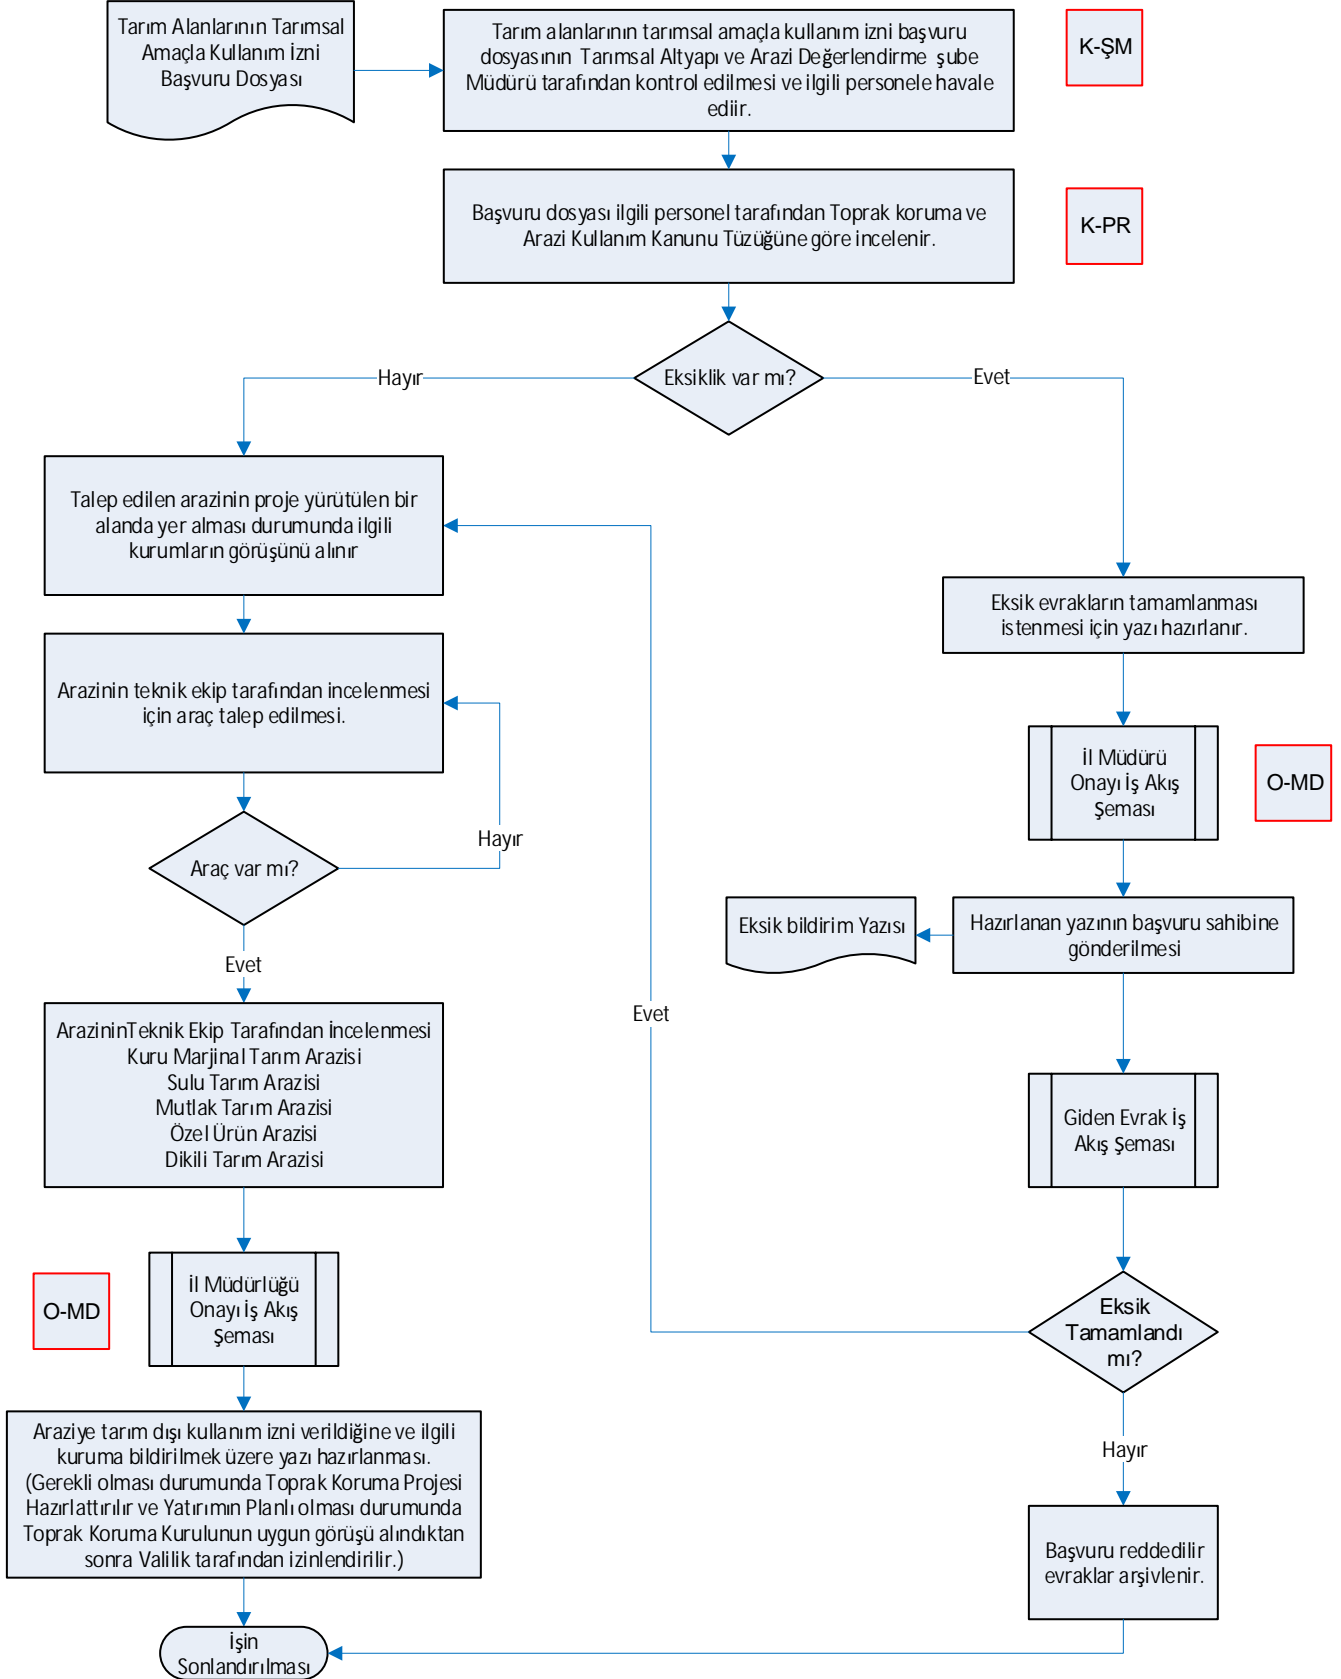 Tarım Alanlarının Tarımsal
Amaçla Kullanım İzni
Başvuru Dosyası
Tarım alanlarının tarımsal amaçla kullanım izni başvuru
dosyasının Tarımsal Altyapı ve Arazi Değerlendirme şube
Müdürü tarafından kontrol edilmesi ve ilgili personele havale
ediir.
K-ŞM
Başvuru dosyası ilgili personel tarafından Toprak koruma ve
Arazi Kullanım Kanunu Tüzüğüne göre incelenir.
K-PR
Eksiklik var mı?
Hayır
Evet
Talep edilen arazinin proje yürütülen bir
alanda yer alması durumunda ilgili
kurumların görüşünü alınır
Eksik evrakların tamamlanması
istenmesi için yazı hazırlanır.
Arazinin teknik ekip tarafından incelenmesi
için araç talep edilmesi.
İl Müdürü
Onayı İş Akış
Şeması
O-MD
Hayır
Araç var mı?
Evet
Eksik bildirim Yazısı
Hazırlanan yazının başvuru sahibine
gönderilmesi
Evet
ArazininTeknik Ekip Tarafından İncelenmesi
Kuru Marjinal Tarım Arazisi
Sulu Tarım Arazisi
Mutlak Tarım Arazisi
Özel Ürün Arazisi
Dikili Tarım Arazisi
Giden Evrak İş
Akış Şeması
O-MD
İl Müdürlüğü
Onayı İş Akış
Şeması
Eksik
Tamamlandı
mı?
Hayır
Araziye tarım dışı kullanım izni verildiğine ve ilgili
kuruma bildirilmek üzere yazı hazırlanması.
(Gerekli olması durumunda Toprak Koruma Projesi
Hazırlattırılır ve Yatırımın Planlı olması durumunda
Toprak Koruma Kurulunun uygun görüşü alındıktan
sonra Valilik tarafından izinlendirilir.)
Başvuru reddedilir
evraklar arşivlenir.
İşin
Sonlandırılması